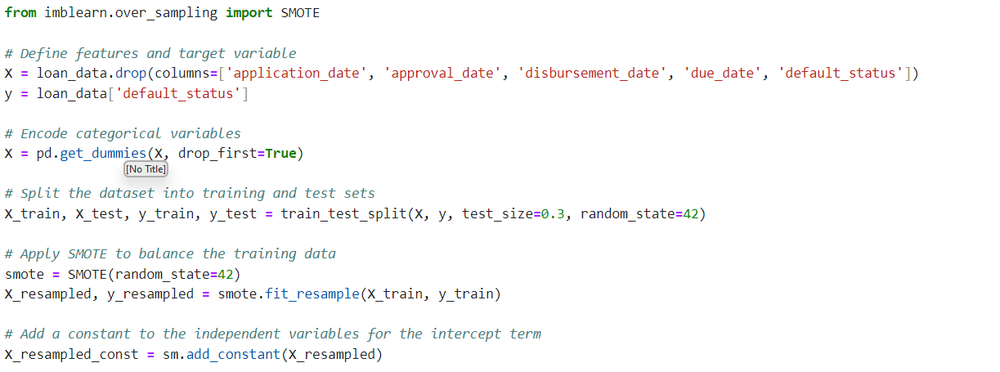 from imblearn.over_sampling import SMOTE
# Define features and target variable
X = loan_data.drop(columns=['application_date', 'approval_date', 'disbursement_date', 'due_date', 'default_status'])
y = loan_data['default_status']
# Encode categorical variables
X = pd.get_dummies(X, drop_first=True)
[No Title]
# Split the dataset into training and test sets
X_train, X_test, y_train, y_test = train_test_split(X, y, test_size=0.3, random_state=42)
# Apply SMOTE to balance the training data
smote = SMOTE(random_state=42)
X_resampled, y_resampled = smote.fit_resample(X_train, y_train)
# Add a constant to the independent variables for the intercept term
X_resampled_const = sm.add_constant(X_resampled)